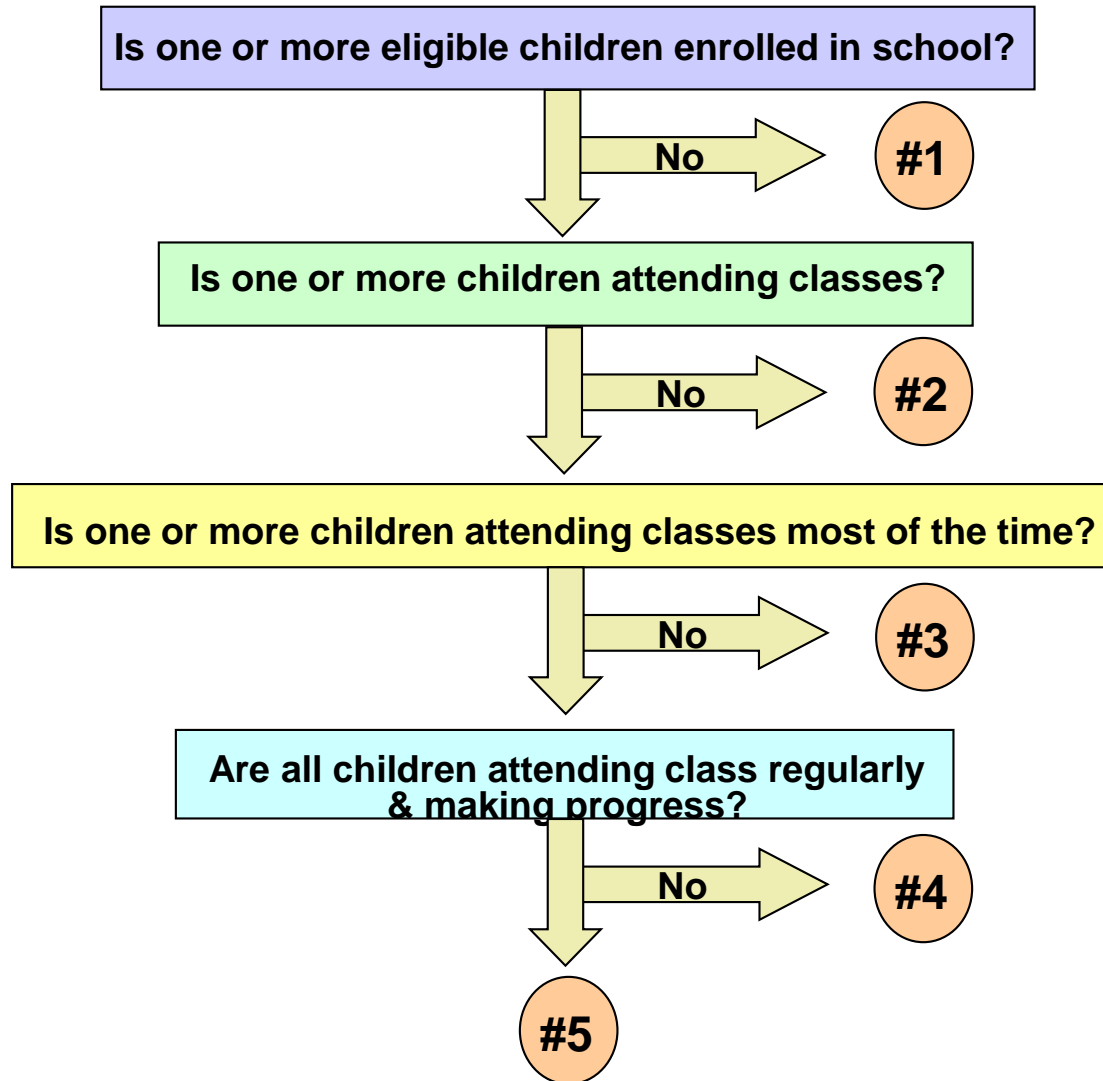 Is one or more eligible children enrolled in school?
No
#1
Is one or more children attending classes?
No
#2
Is one or more children attending classes most of the time?
No
#3
Are all children attending class regularly
& making progress?
No
#4
#5